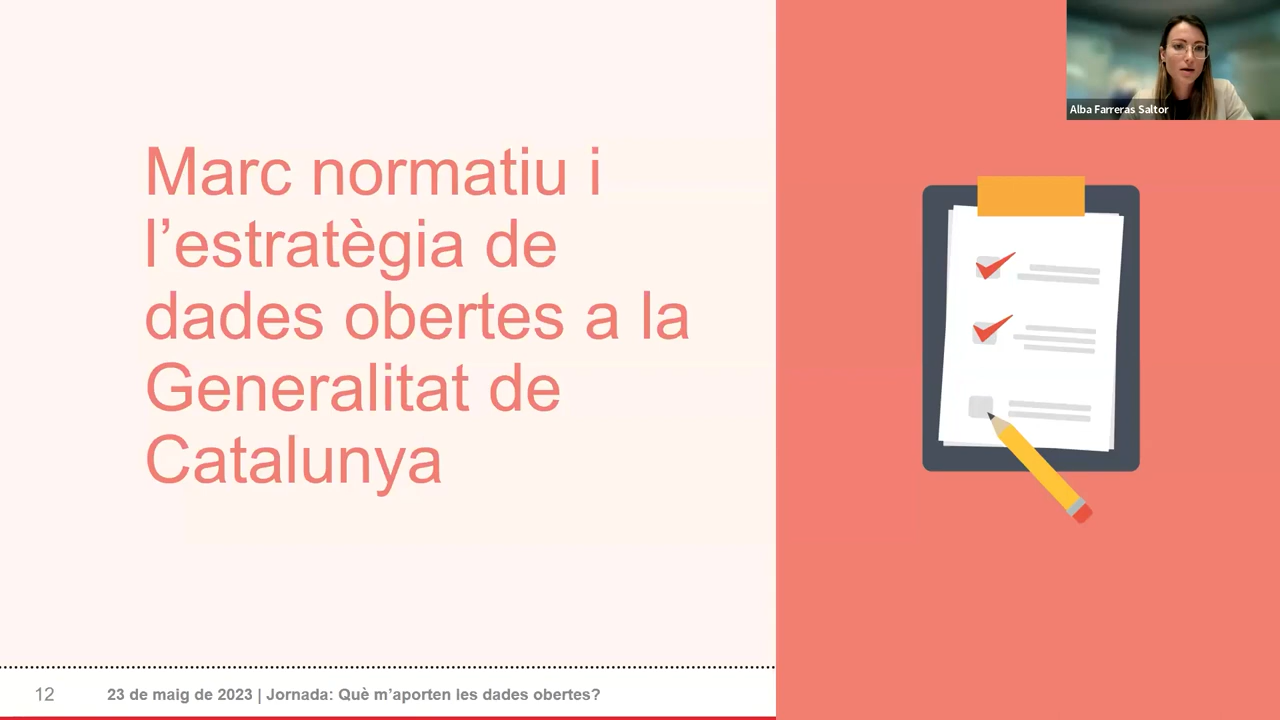 Alba Farreras Saltor
Marc normatiu i
l’estratègia de
dades obertes a la
Generalitat de
Catalunya
12
23 de maig de 2023 | Jornada: Què m’aporten les dades obertes?